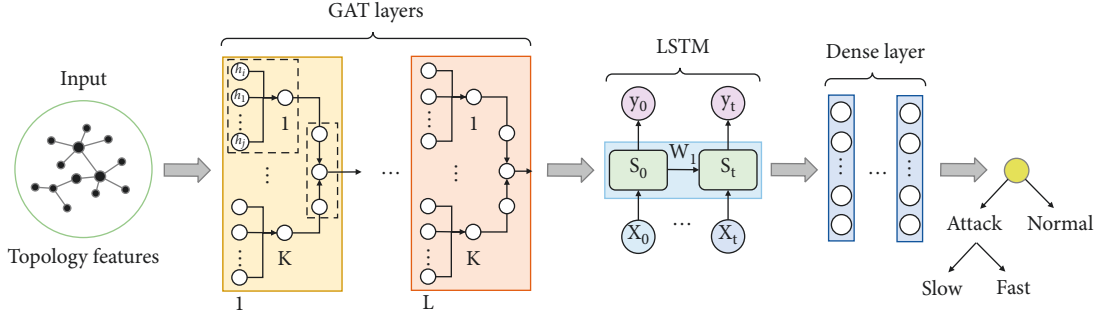 GAT layers
Input
Topology features
h_i
h_1
h_j
1
K
1
1
K
L
LSTM
y_0
y_t
W_1
S_0
S_t
X_0
X_t
Dense layer
Attack
Normal
Slow
Fast